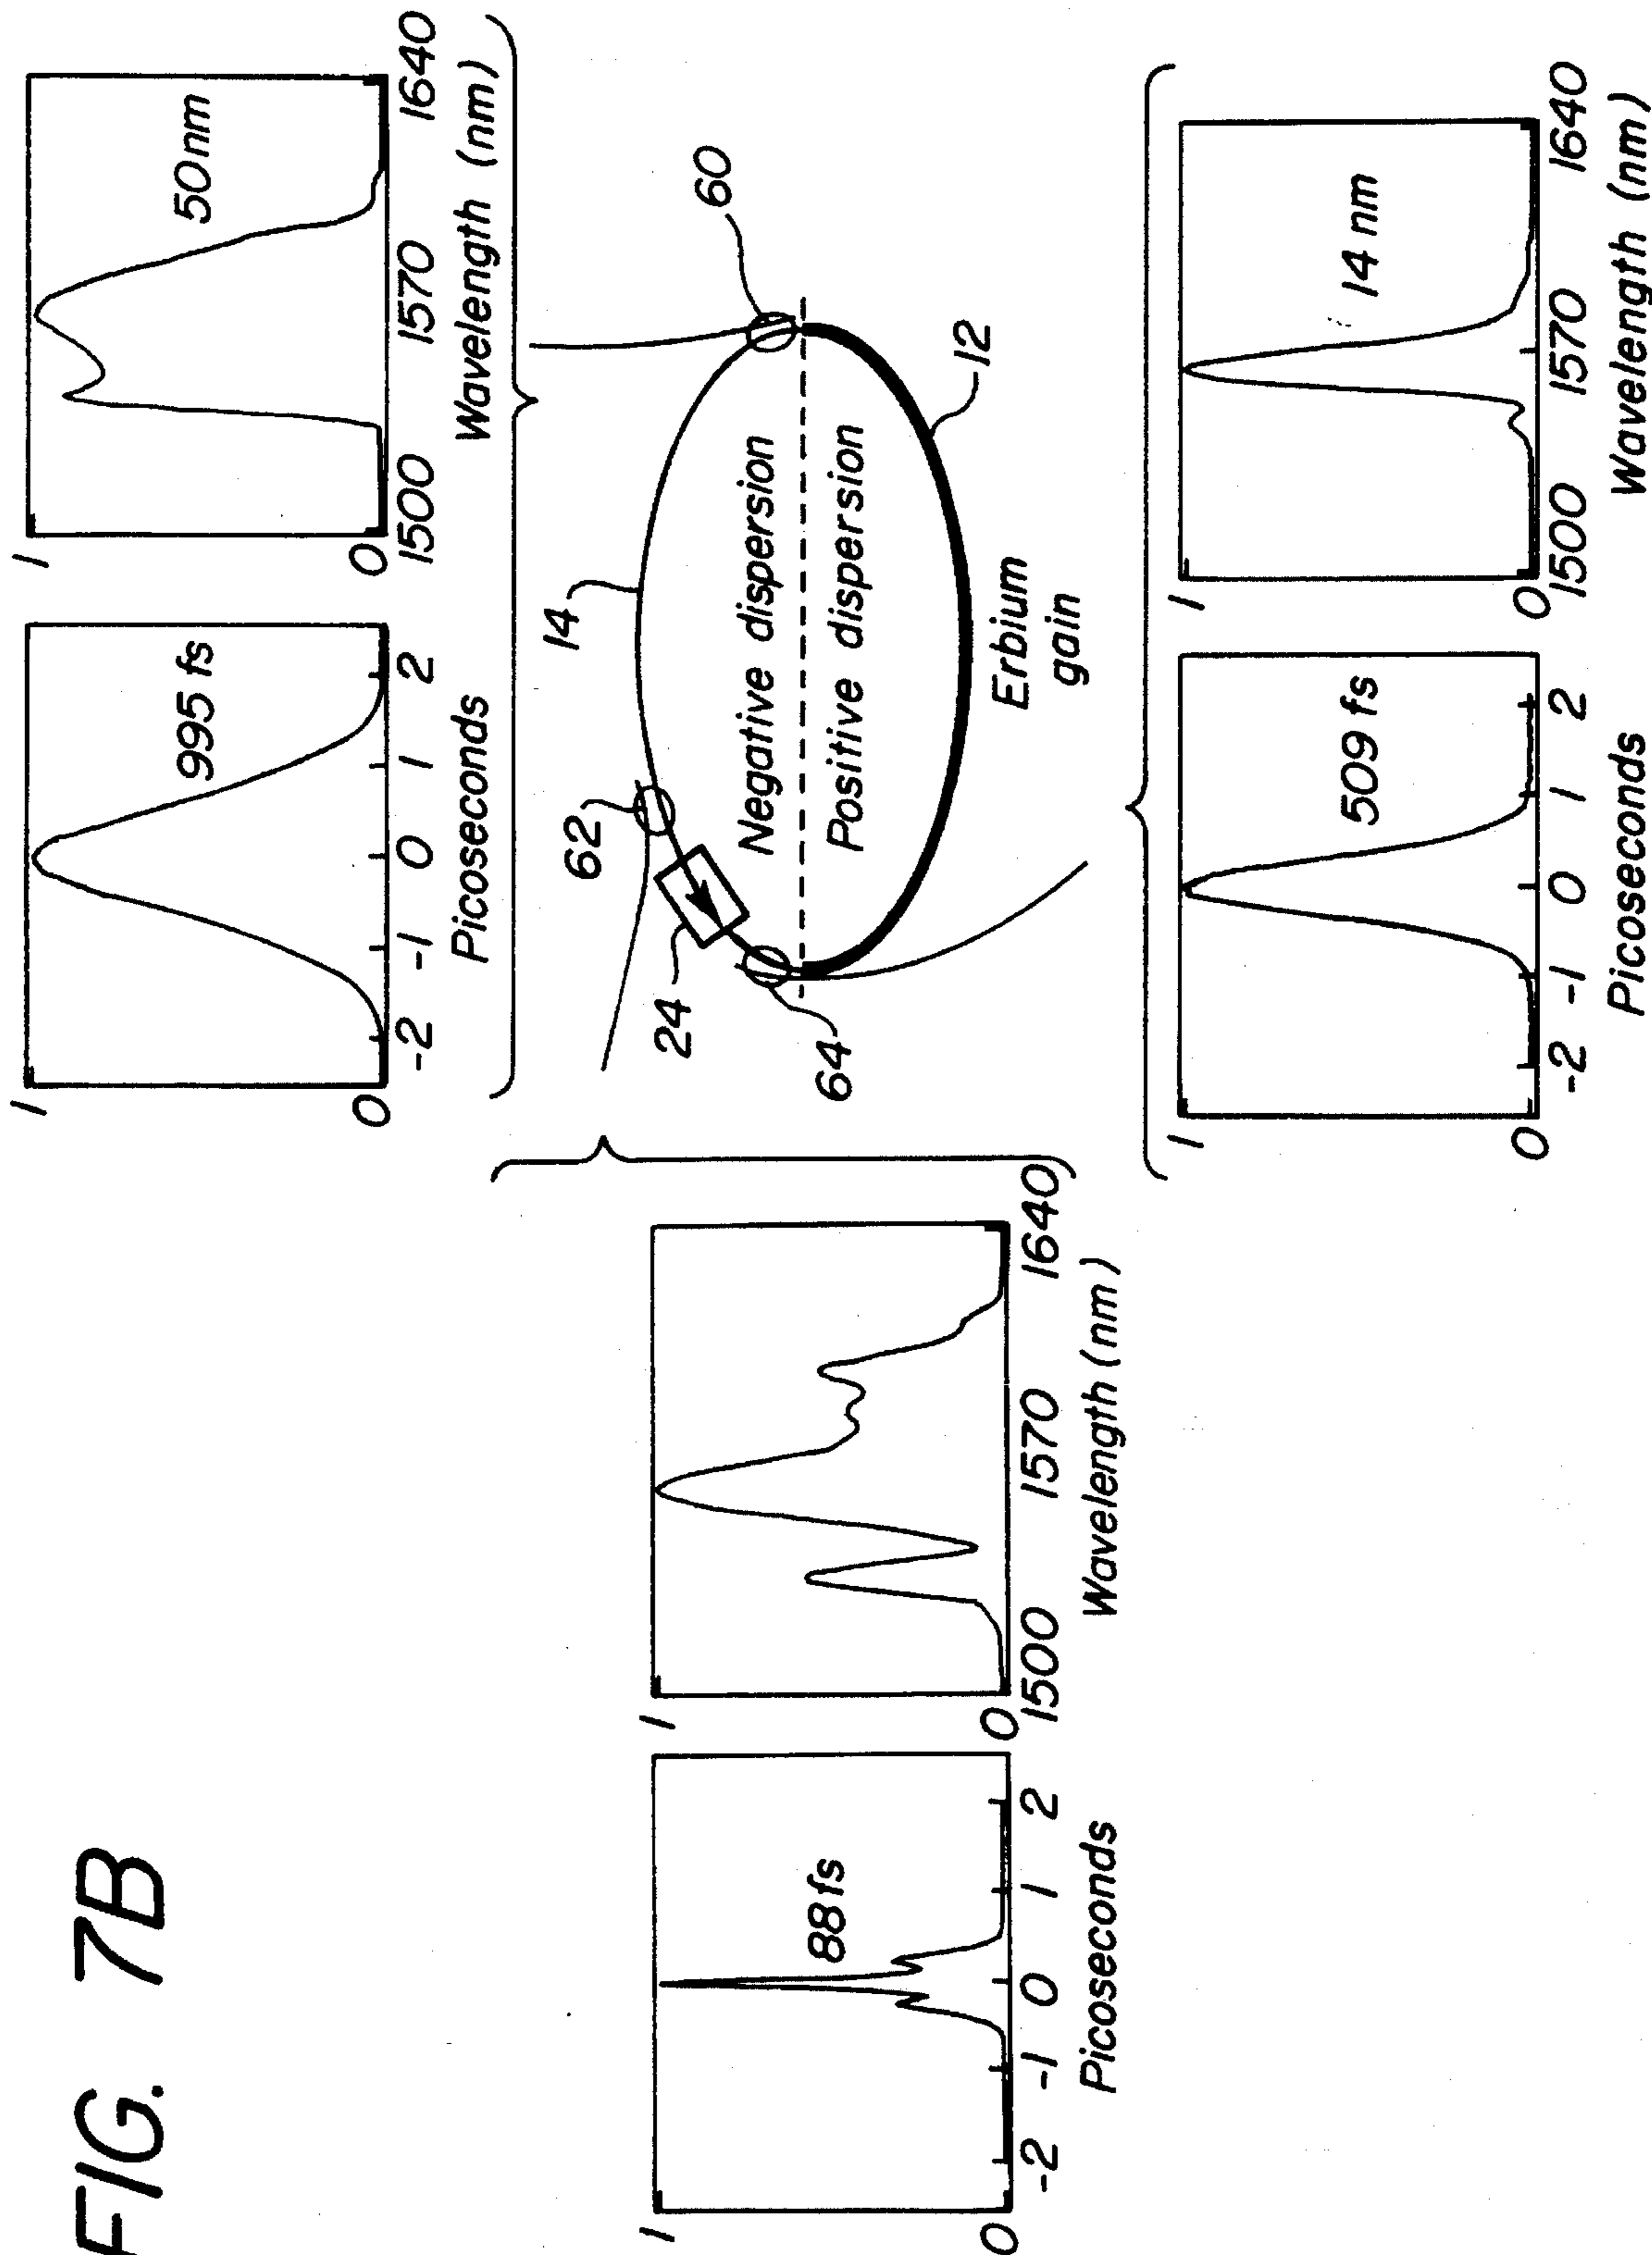 FIG. 7B
1
995 fs
0
-2 -1 0 1 2
Picoseconds
1
50nm
0
1500 1570 1640
Wavelength (nm)
1
88fs
0
-2 -1 0 1 2
Picoseconds
1
0
1500 1570 1640
Wavelength (nm)
14
62
60
24
64
Negative dispersion
Positive dispersion
12
Erbium
gain
1
509 fs
0
-2 -1 0 1 2
Picoseconds
1
14 nm
0
1500 1570 1640
Wavelength (nm)